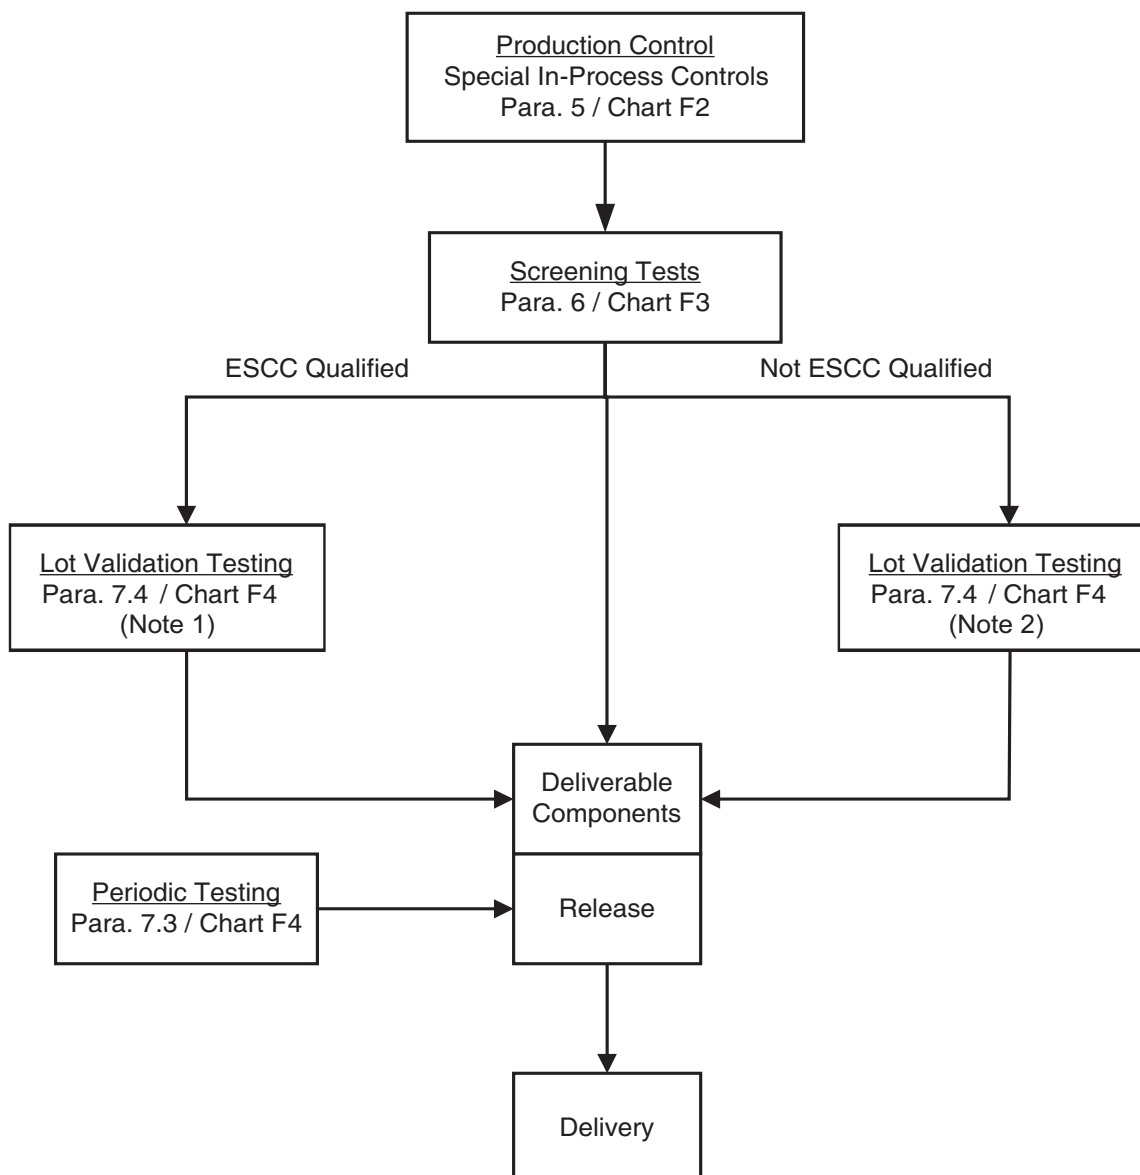 Production Control
Special In-Process Controls
Para. 5 / Chart F2
Screening Tests
Para. 6 / Chart F3
ESCC Qualified
Not ESCC Qualified
Lot Validation Testing
Para. 7.4 / Chart F4
(Note 1)
Lot Validation Testing
Para. 7.4 / Chart F4
(Note 2)
Deliverable
Components
Periodic Testing
Para. 7.3 / Chart F4
Release
Delivery